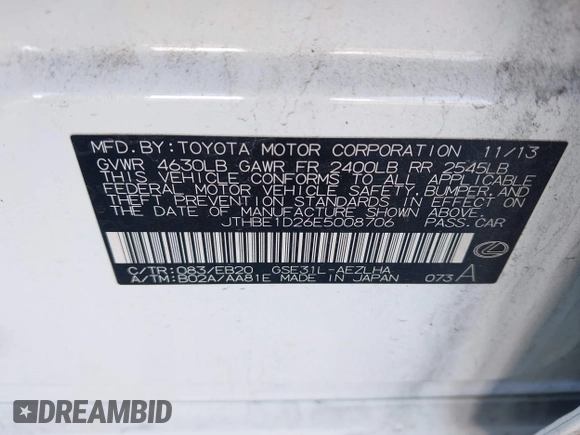 MFD. BY: TOYOTA MOTOR CORPORATION 11/13
GVWR 4630LB GAWR FR 2400LB RR 2545LB
THIS VEHICLE CONFORMS TO ALL APPLICABLE
FEDERAL MOTOR VEHICLE SAFETY, BUMPER, AND
THEFT PREVENTION STANDARDS IN EFFECT ON
THE DATE OF MANUFACTURE SHOWN ABOVE.
JTHBE1D26E5008706 PASS. CAR
C/TR: 083/EB20 GSE31L-AEZLHA
A/TM: B02A/AA81E MADE IN JAPAN 073 A
DREAMBID